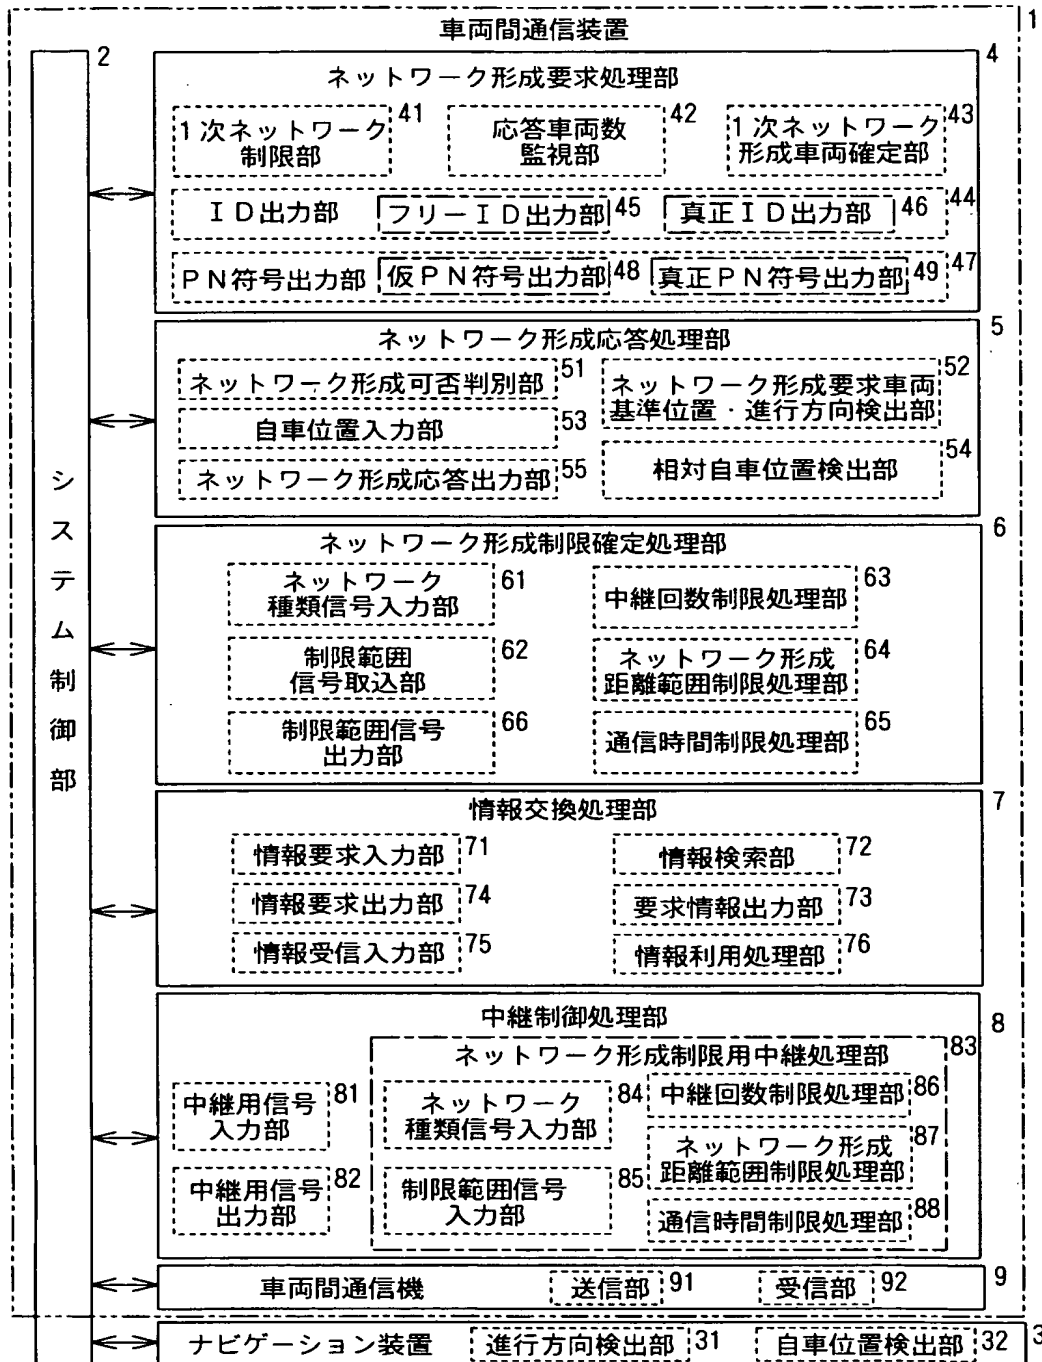 車両間通信装置
1
2
システム制御部
4
ネットワーク形成要求処理部
1次ネットワーク
制限部
41
応答車両数
監視部
42
1次ネットワーク
形成車両確定部
43
ID出力部
フリーID出力部
45
真正ID出力部
46
44
PN符号出力部
仮PN符号出力部
48
真正PN符号出力部
49
47
5
ネットワーク形成応答処理部
ネットワーク形成可否判別部
51
ネットワーク形成要求車両
基準位置・進行方向検出部
52
自車位置入力部
53
相対自車位置検出部
54
ネットワーク形成応答出力部
55
6
ネットワーク形成制限確定処理部
ネットワーク
種類信号入力部
61
中継回数制限処理部
63
制限範囲
信号取込部
62
ネットワーク形成
距離範囲制限処理部
64
制限範囲信号
出力部
66
通信時間制限処理部
65
7
情報交換処理部
情報要求入力部
71
情報検索部
72
情報要求出力部
74
要求情報出力部
73
情報受信入力部
75
情報利用処理部
76
8
中継制御処理部
中継用信号
入力部
81
中継用信号
出力部
82
ネットワーク形成制限用中継処理部
83
ネットワーク
種類信号入力部
84
中継回数制限処理部
86
制限範囲信号
入力部
85
ネットワーク形成
距離範囲制限処理部
87
通信時間制限処理部
88
車両間通信機
送信部
91
受信部
92
9
ナビゲーション装置
進行方向検出部
31
自車位置検出部
32
3